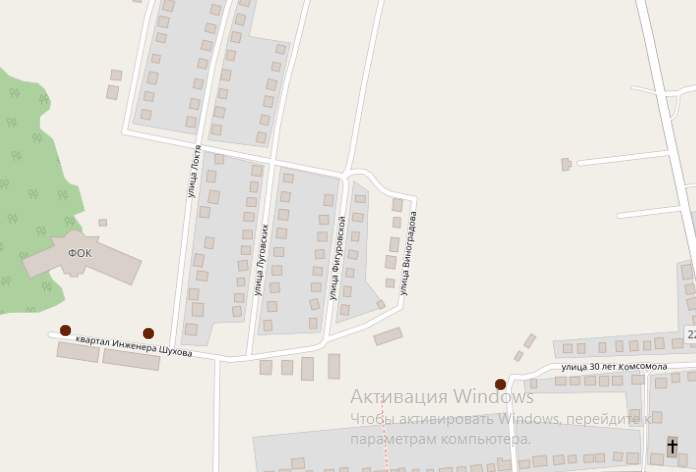 улица Локтя
улица Луговских
улица Фигуровской
улица Виноградова
ФОК
квартал Инженера Шухова
22
улица 30 лет Комсомола
Активация Windows
Чтобы активировать Windows, перейдите к
параметрам компьютера.